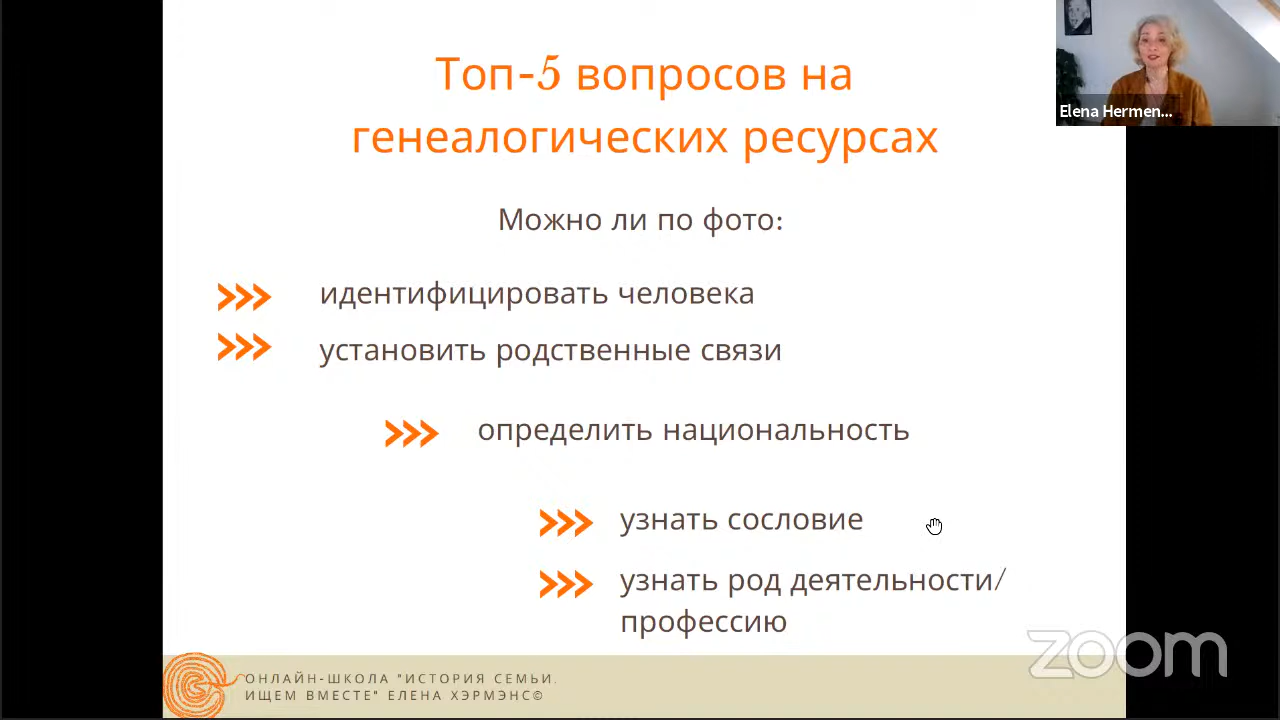 Топ-5 вопросов на
генеалогических ресурсах
Elena Hermen...
Можно ли по фото:
идентифицировать человека
установить родственные связи
определить национальность
узнать сословие
узнать род деятельности/
профессию
zoom
ОНЛАЙН-ШКОЛА "ИСТОРИЯ СЕМЬИ.
ИЩЕМ ВМЕСТЕ" ЕЛЕНА ХЭРМЭНС©